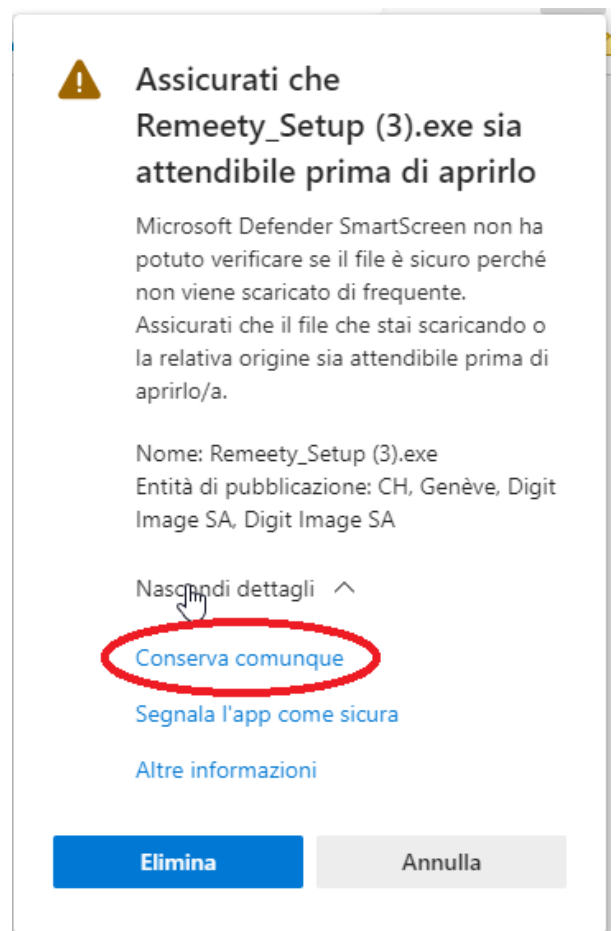 Assicurati che
Remeety_Setup (3).exe sia
attendibile prima di aprirlo
Microsoft Defender SmartScreen non ha
potuto verificare se il file è sicuro perché
non viene scaricato di frequente.
Assicurati che il file che stai scaricando o
la relativa origine sia attendibile prima di
aprirlo/a.
Nome: Remeety_Setup (3).exe
Entità di pubblicazione: CH, Genève, Digit
Image SA, Digit Image SA
Nascondi dettagli
Conserva comunque
Segnala l'app come sicura
Altre informazioni
Elimina
Annulla